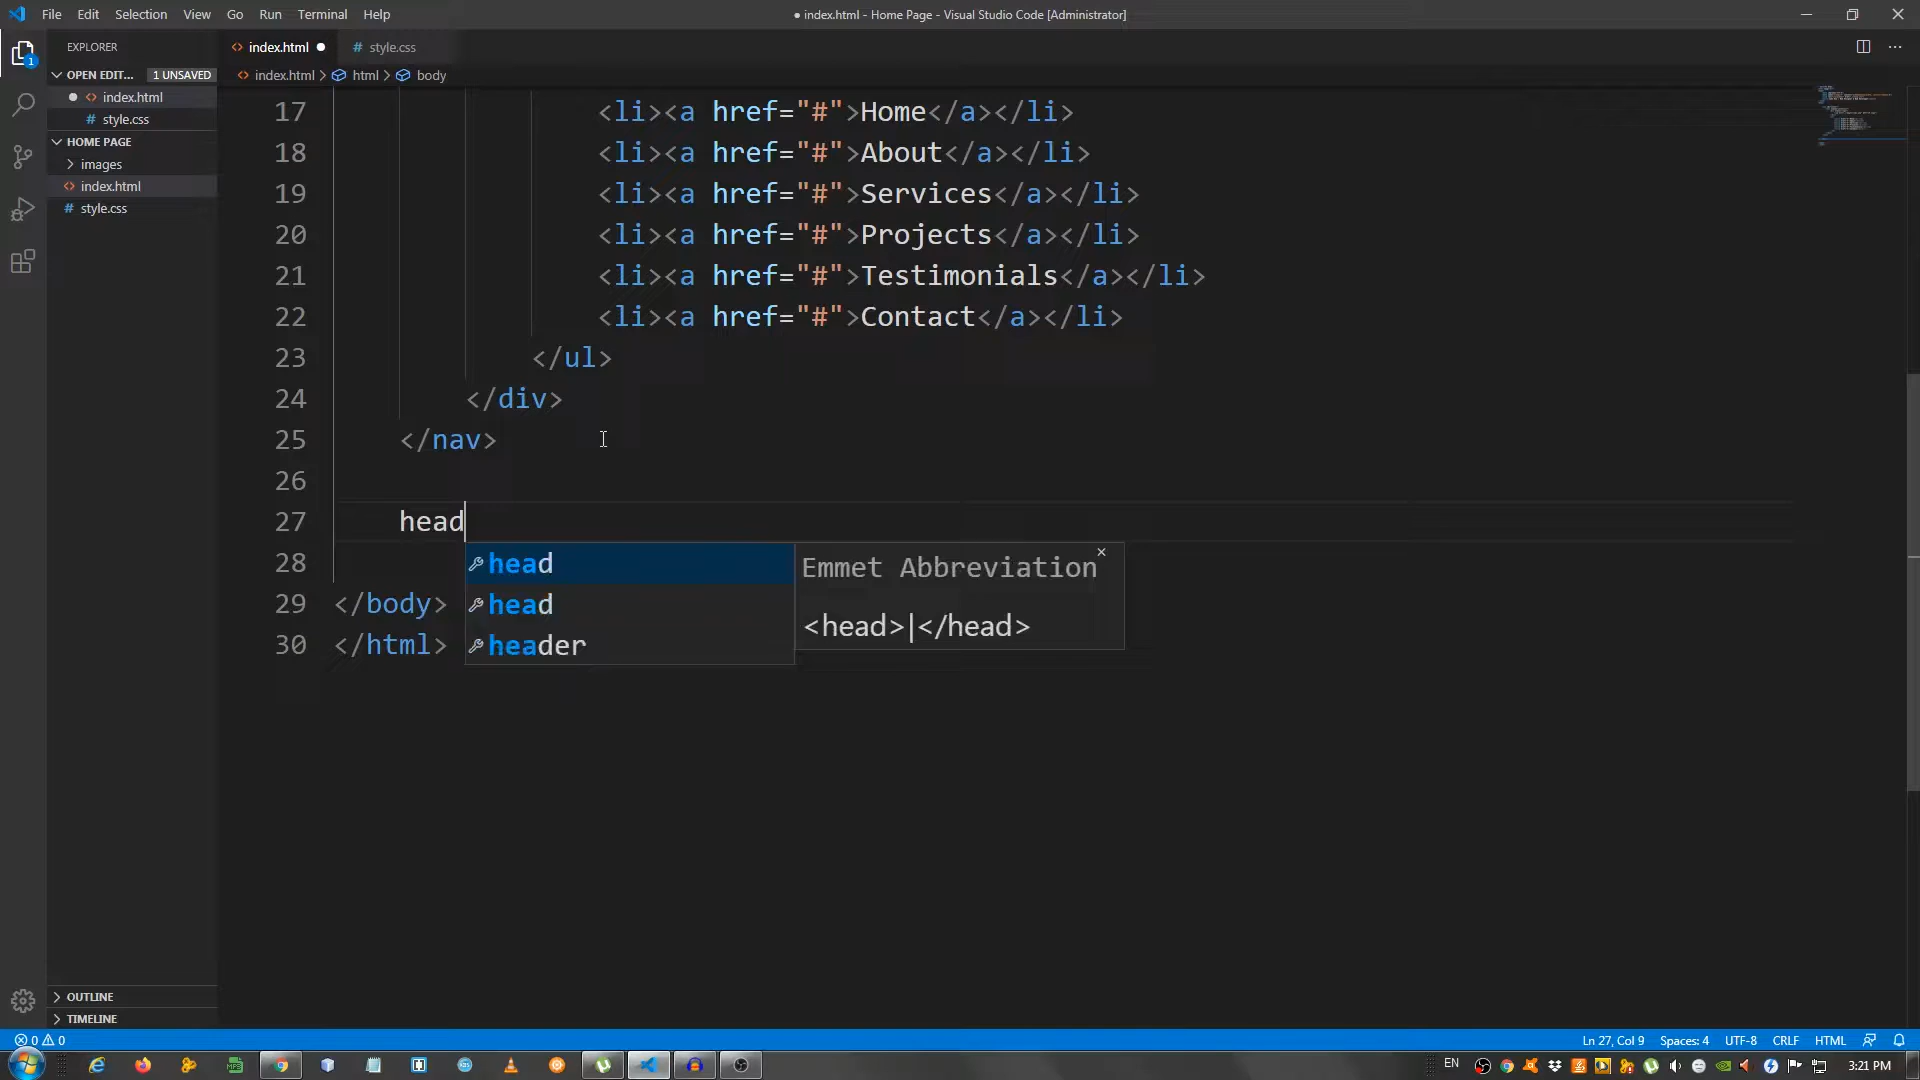 File Edit Selection View Go Run Terminal Help
● index.html - Home Page - Visual Studio Code [Administrator]
EXPLORER
index.html ●
# style.css
OPEN EDIT... 1 UNSAVED
index.html > html > body
index.html
# style.css
HOME PAGE
images
index.html
# style.css
17 <li><a href="#">Home</a></li>
18 <li><a href="#">About</a></li>
19 <li><a href="#">Services</a></li>
20 <li><a href="#">Projects</a></li>
21 <li><a href="#">Testimonials</a></li>
22 <li><a href="#">Contact</a></li>
23 </ul>
24 </div>
25 </nav>
26
27 head
28
29 </body>
30 </html>
head
head
header
Emmet Abbreviation
<head>|</head>
OUTLINE
TIMELINE
0 0
Ln 27, Col 9 Spaces: 4 UTF-8 CRLF HTML
EN
3:21 PM